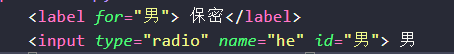 <label for="男"> 保密</label>
<input type="radio" name="he" id="男"> 男